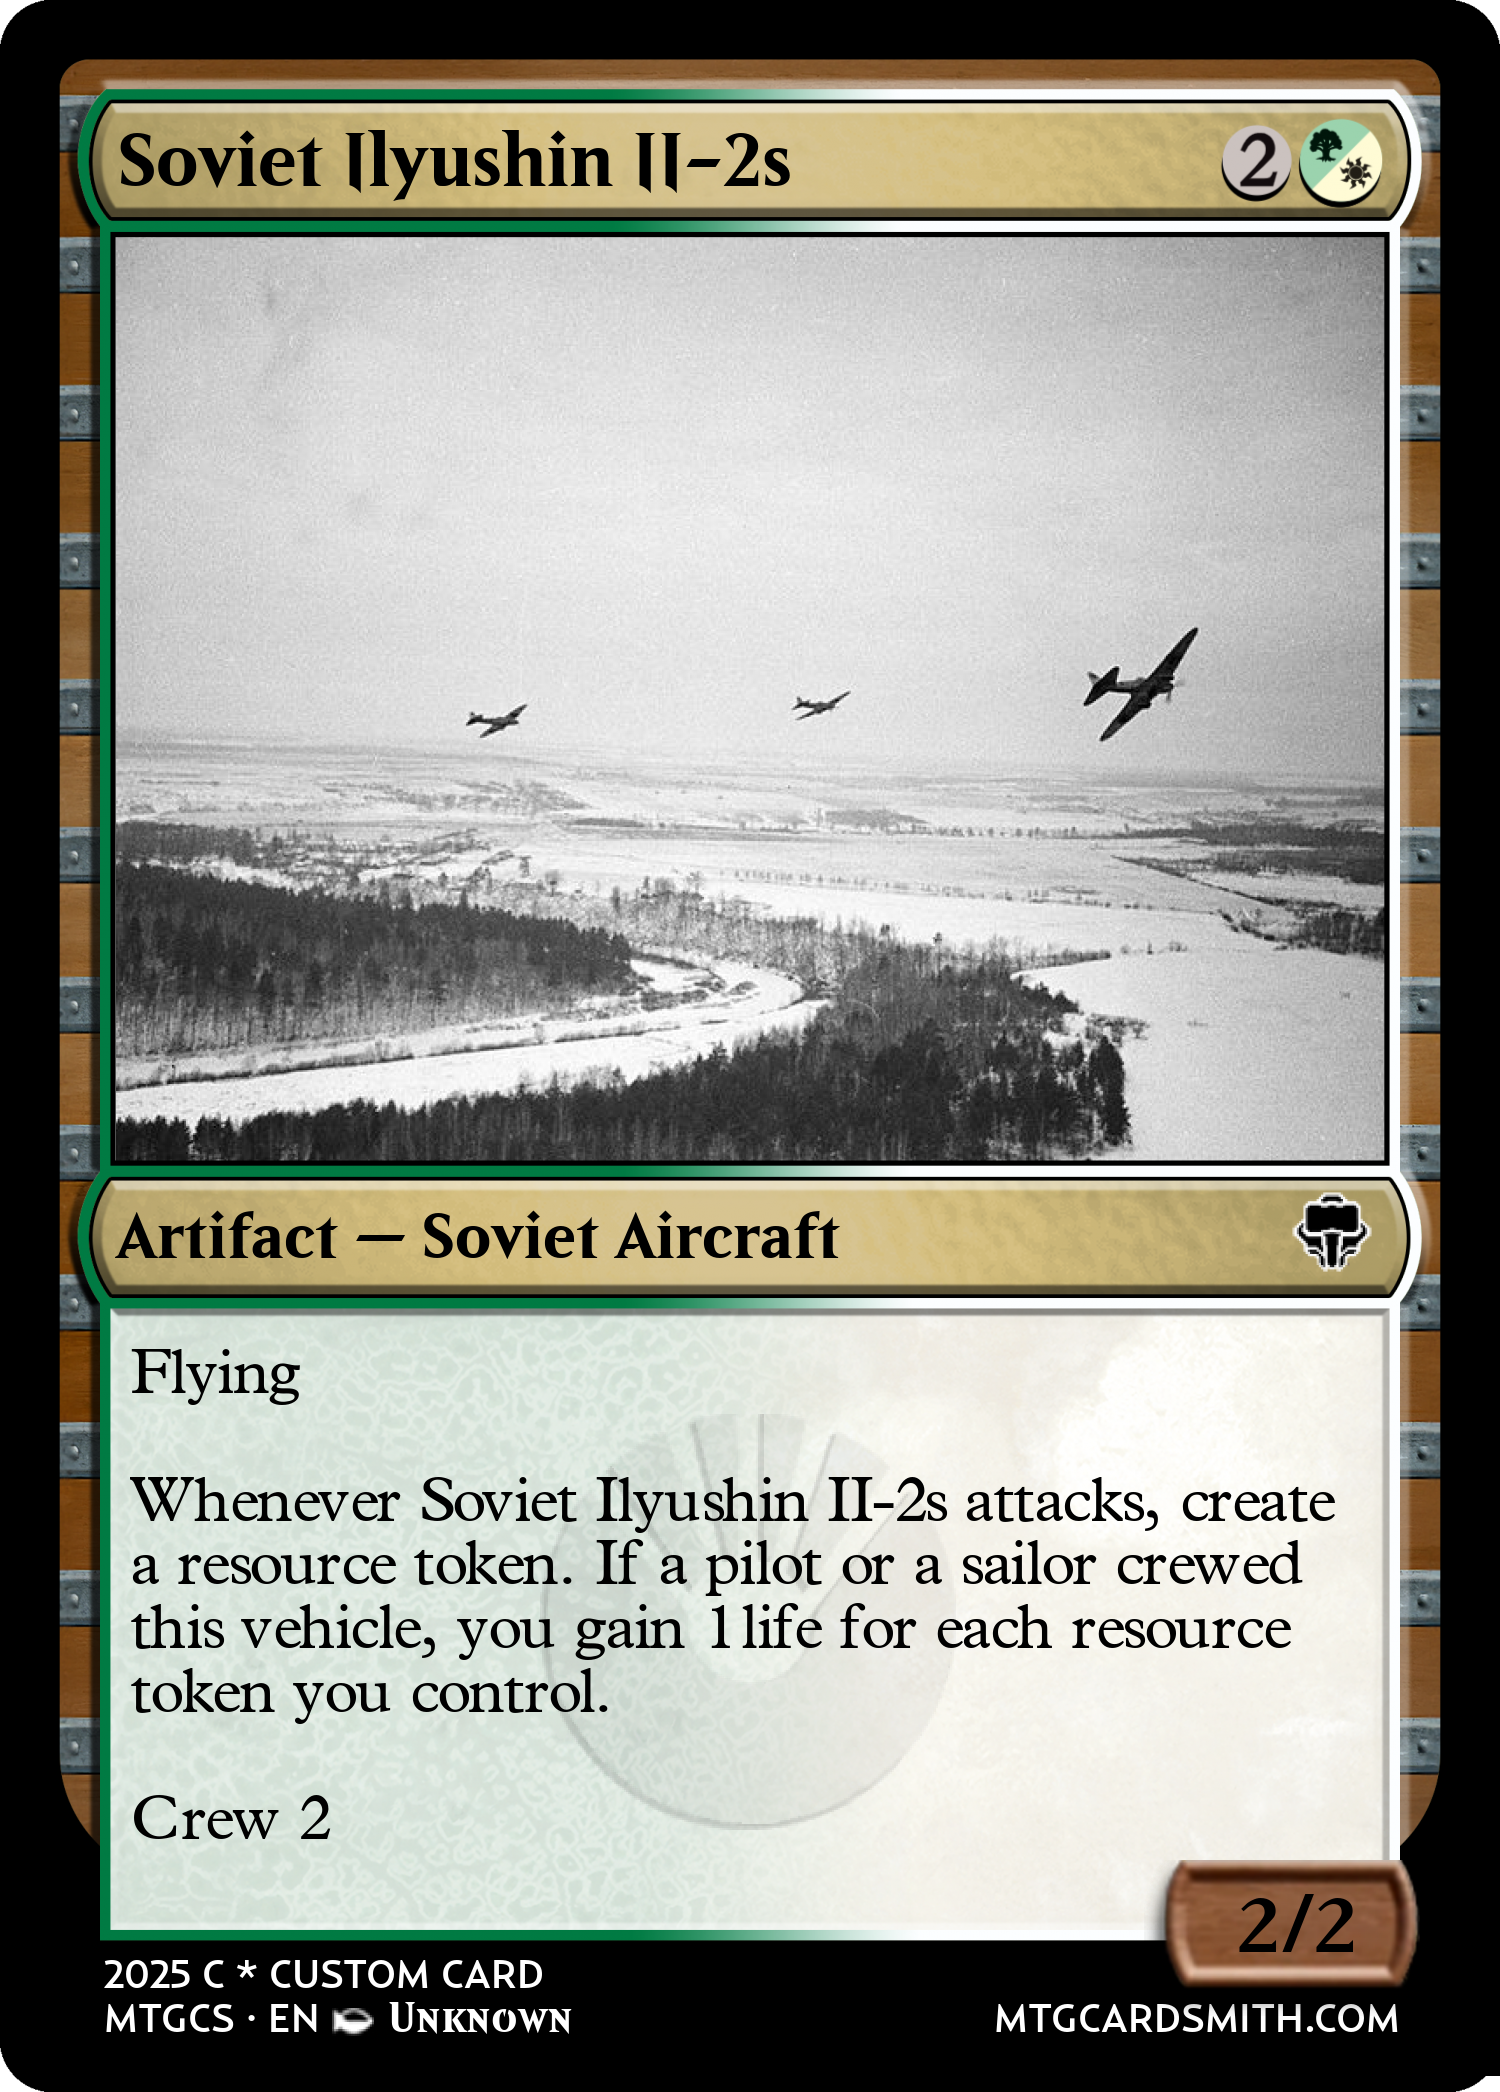 Soviet Ilyushin II-2s 2
Artifact — Soviet Aircraft
Flying
Whenever Soviet Ilyushin II-2s attacks, create
a resource token. If a pilot or a sailor crewed
this vehicle, you gain 1 life for each resource
token you control.
Crew 2
2/2
2025 C * CUSTOM CARD
MTGCS · EN Unknown
MTGCARDSMITH.COM